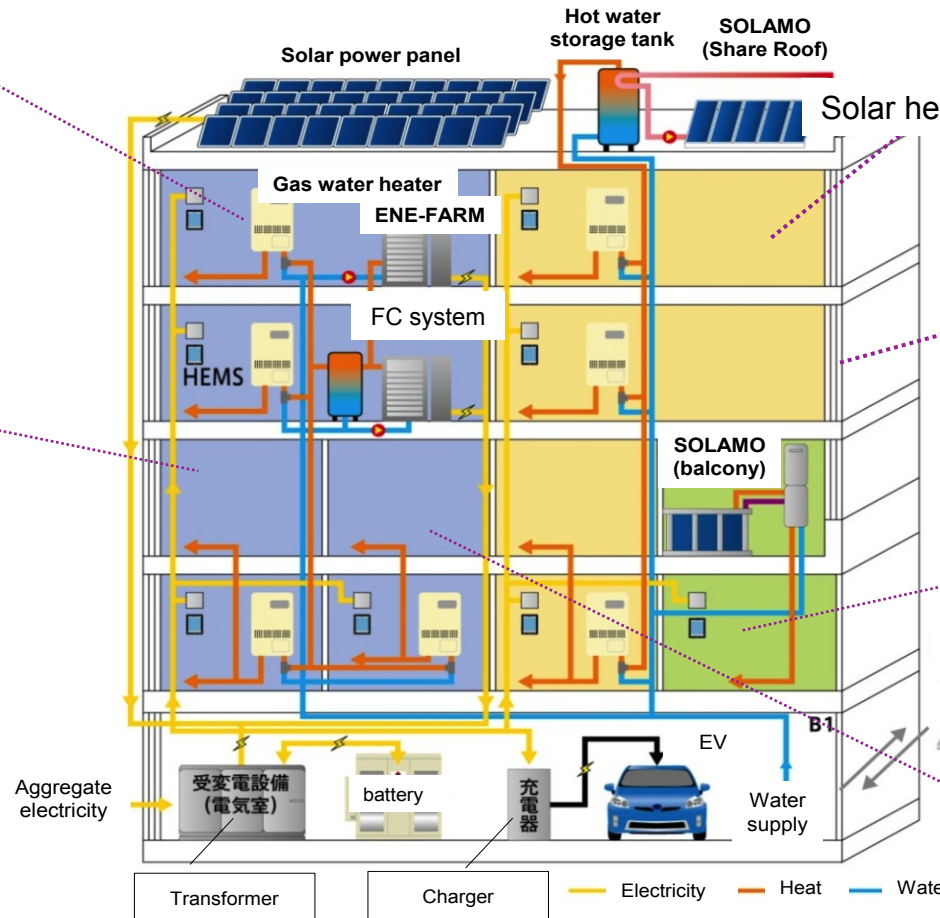 Hot water
storage tank
SOLAMO
(Share Roof)
Solar power panel
Solar he
Gas water heater
ENE-FARM
FC system
HEMS
SOLAMO
(balcony)
B1
EV
Aggregate
electricity
受変電設備
(電気室)
battery
充
電
器
Water
supply
Transformer
Charger
Electricity
Heat
Wate